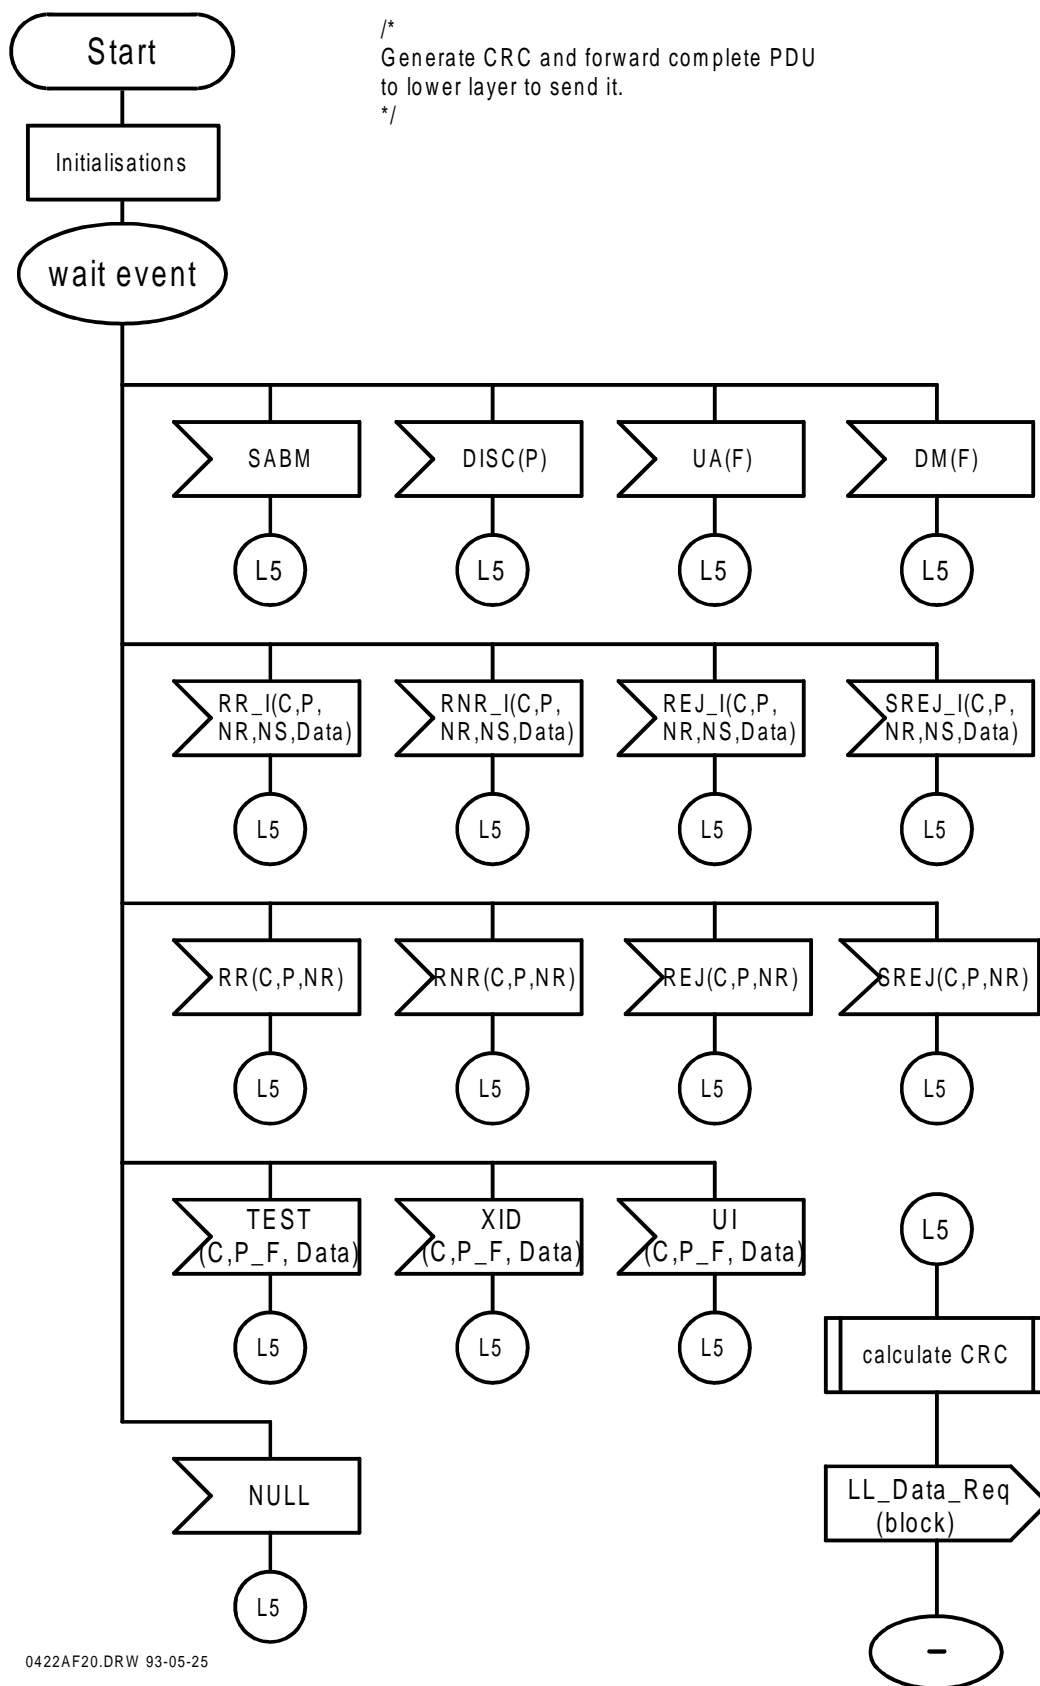 Start
/*
Generate CRC and forward complete PDU
to lower layer to send it.
*/
Initialisations
wait event
SABM
DISC(P)
UA(F)
DM(F)
L5
L5
L5
L5
RR_I(C,P,
NR,NS,Data)
RNR_I(C,P,
NR,NS,Data)
REJ_I(C,P,
NR,NS,Data)
SREJ_I(C,P,
NR,NS,Data)
L5
L5
L5
L5
RR(C,P,NR)
RNR(C,P,NR)
REJ(C,P,NR)
SREJ(C,P,NR)
L5
L5
L5
L5
TEST
(C,P_F, Data)
XID
(C,P_F, Data)
UI
(C,P_F, Data)
L5
L5
L5
L5
calculate CRC
NULL
LL_Data_Req
(block)
L5
–
0422AF20.DRW 93-05-25